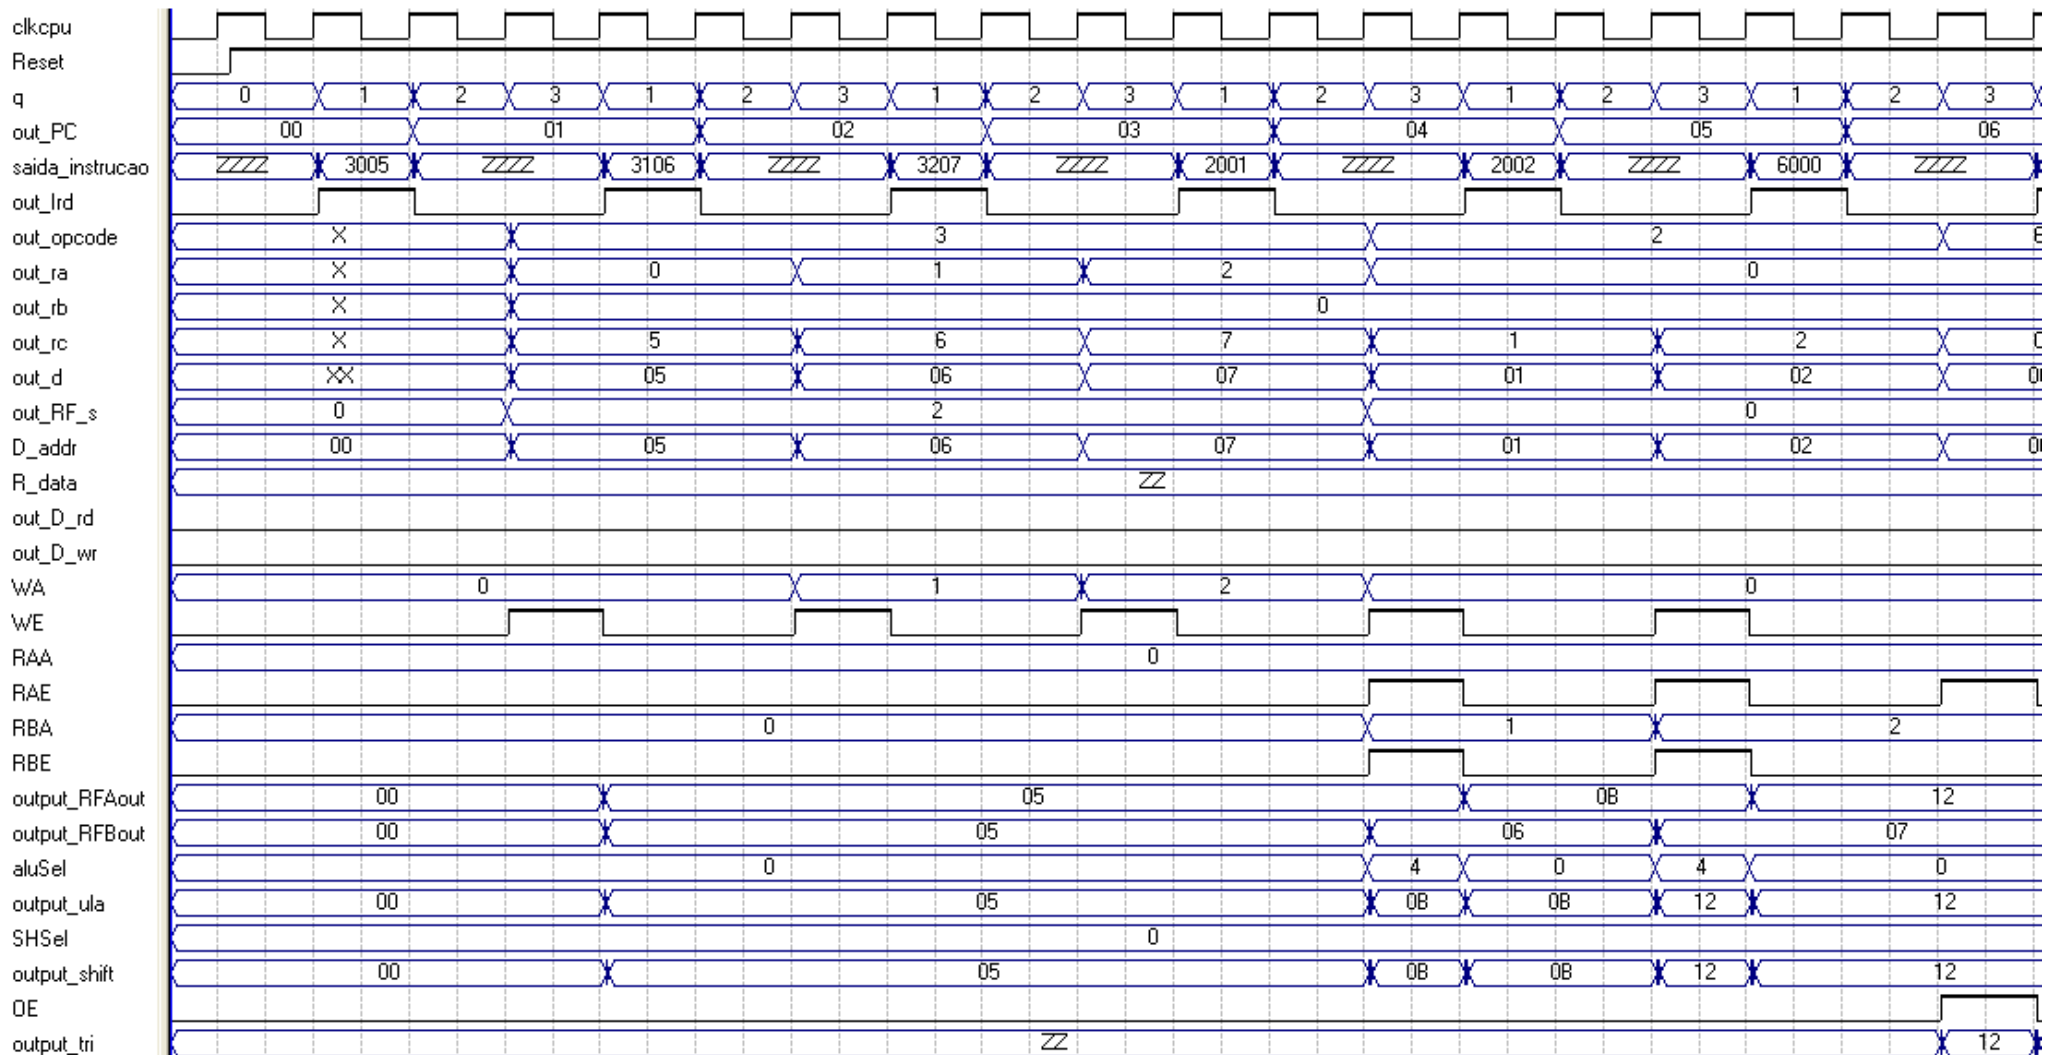 clkcpu
Reset
q 0 1 2 3 1 2 3 1 2 3 1 2 3 1 2 3 1 2 3
out_PC 00 01 02 03 04 05 06
saida_instrucao ZZZZ 3005 ZZZZ 3106 ZZZZ 3207 ZZZZ 2001 ZZZZ 2002 ZZZZ 6000 ZZZZ
out_Ird
out_opcode X 3 2
out_ra X 0 1 2 0
out_rb X 0
out_rc X 5 6 7 1 2
out_d XX 05 06 07 01 02
out_RF_s 0 2 0
D_addr 00 05 06 07 01 02
R_data ZZ
out_D_rd
out_D_wr
WA 0 1 2 0
WE
RAA 0
RAE
RBA 0 1 2
RBE
output_RFAout 00 05 0B 12
output_RFBout 00 05 06 07
aluSel 0 4 0 4 0
output_ula 00 05 0B 0B 12 12
SHSel 0
output_shift 00 05 0B 0B 12 12
OE
output_tri ZZ 12